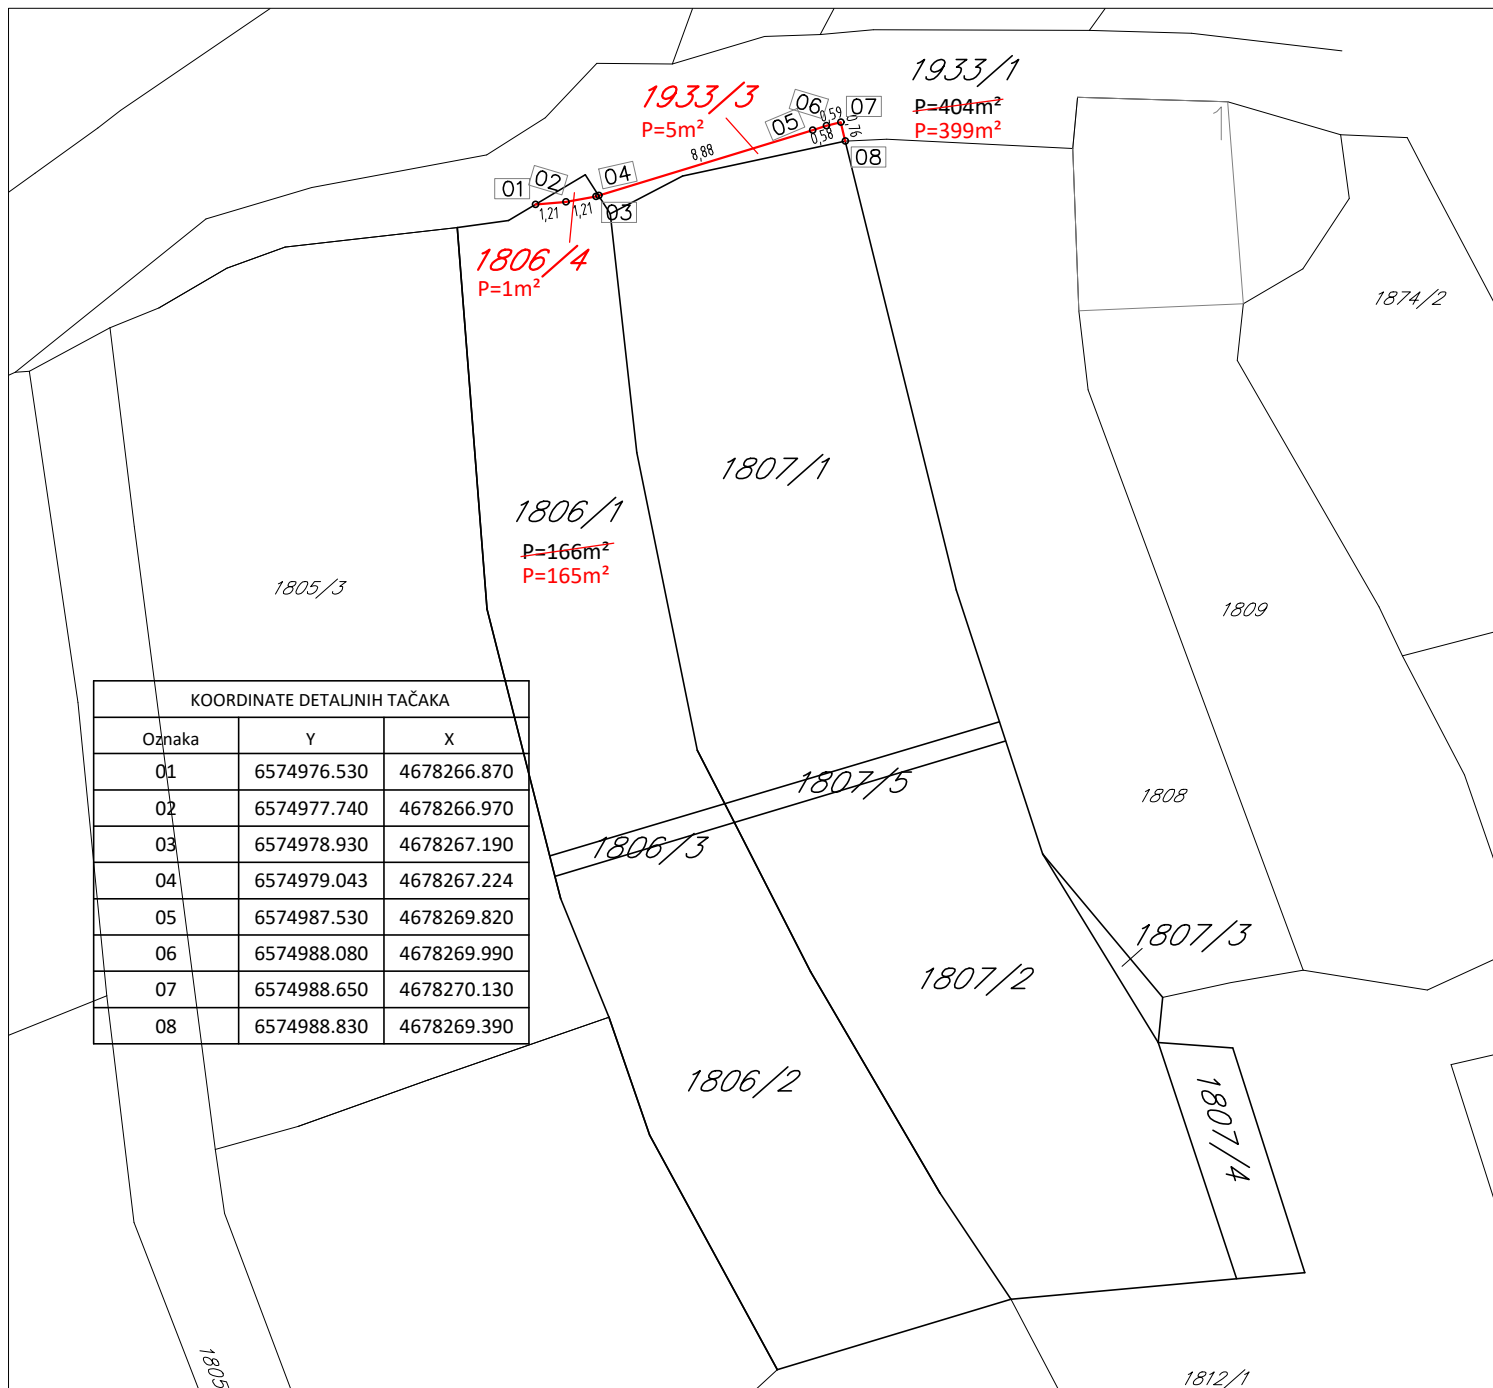 1933/1
P=404m²
P=399m²
1933/3
P=5m²
06
07
05
0,59
0,58
0,76
08
8,88
1
02
04
01
03
1,21
1,21
1806/4
P=1m²
1874/2
1807/1
1806/1
P=166m²
P=165m²
1805/3
1809
KOORDINATE DETALJNIH TAČAKA
Oznaka Y X
01 6574976.530 4678266.870
02 6574977.740 4678266.970
03 6574978.930 4678267.190
04 6574979.043 4678267.224
05 6574987.530 4678269.820
06 6574988.080 4678269.990
07 6574988.650 4678270.130
08 6574988.830 4678269.390
1807/5
1808
1806/3
1807/3
1807/2
1806/2
1807/4
1805
1812/1